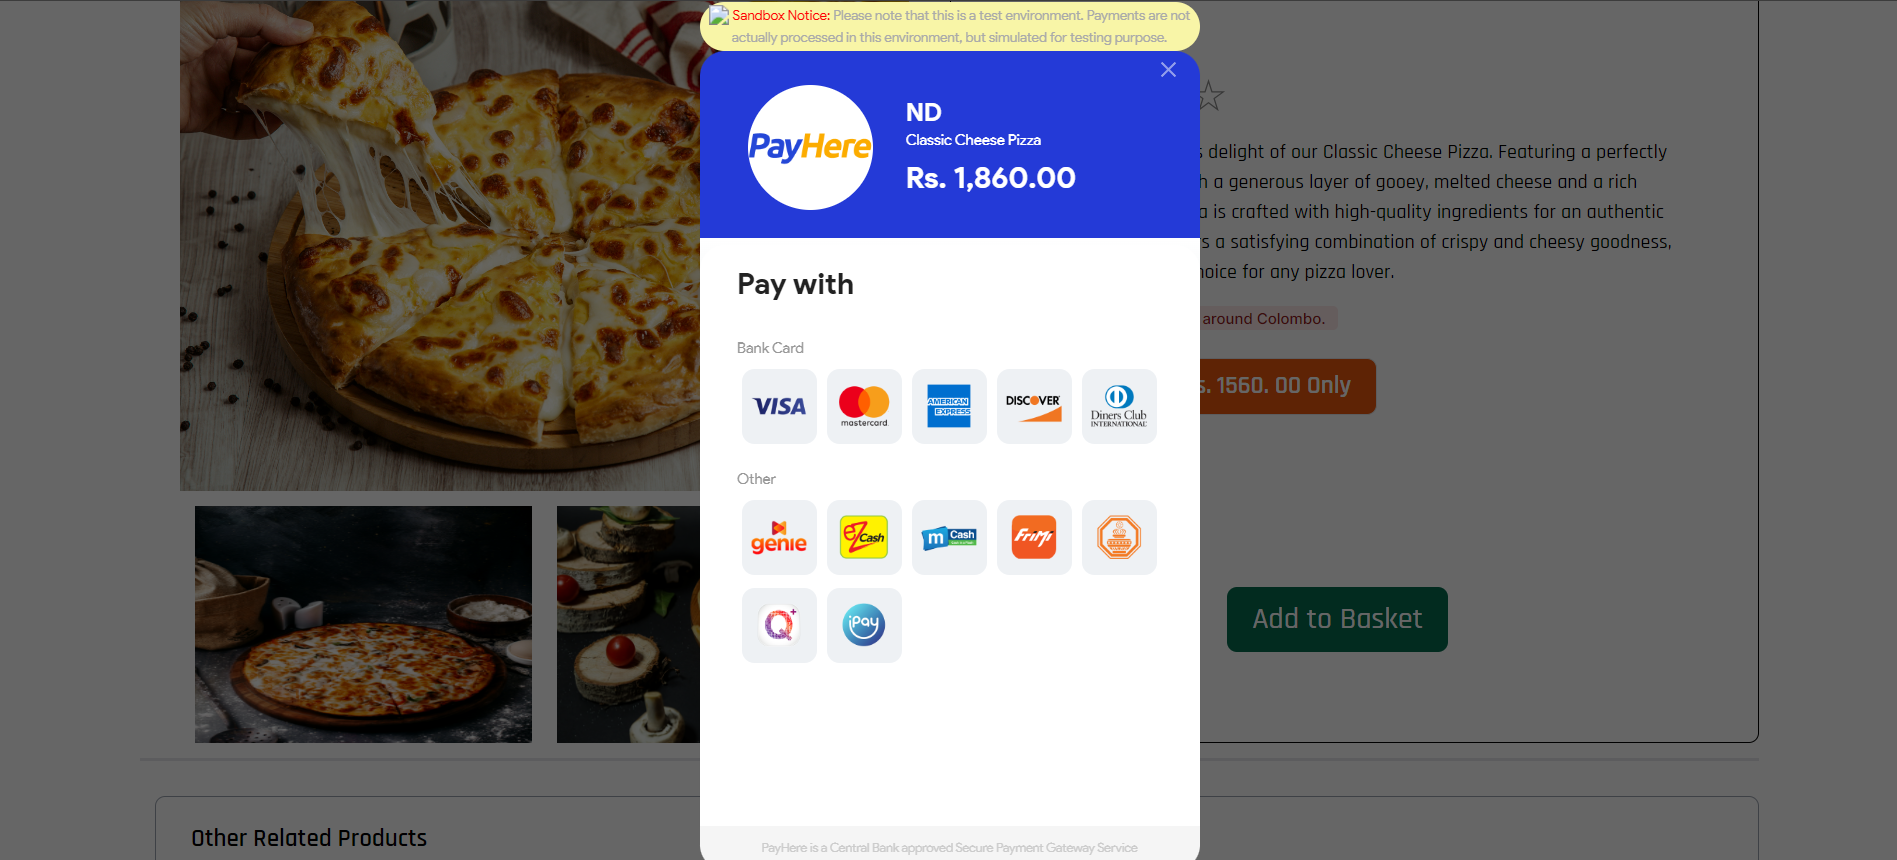 Sandbox Notice: Please note that this is a test environment. Payments are not
actually processed in this environment, but simulated for testing purpose.
PayHere
ND
Classic Cheese Pizza
Rs. 1,860.00
delight of our Classic Cheese Pizza. Featuring a perfectly
a generous layer of gooey, melted cheese and a rich
is crafted with high-quality ingredients for an authentic
a satisfying combination of crispy and cheesy goodness,
for any pizza lover.
around Colombo.
1560. 00 Only
Pay with
Bank Card
VISA
mastercard
AMERICAN
EXPRESS
DISCOVER
Diners Club
INTERNATIONAL
Other
genie
eZ Cash
m Cash
FriMi
Q+
iPay
Add to Basket
Other Related Products
PayHere is a Central Bank approved Secure Payment Gateway Service